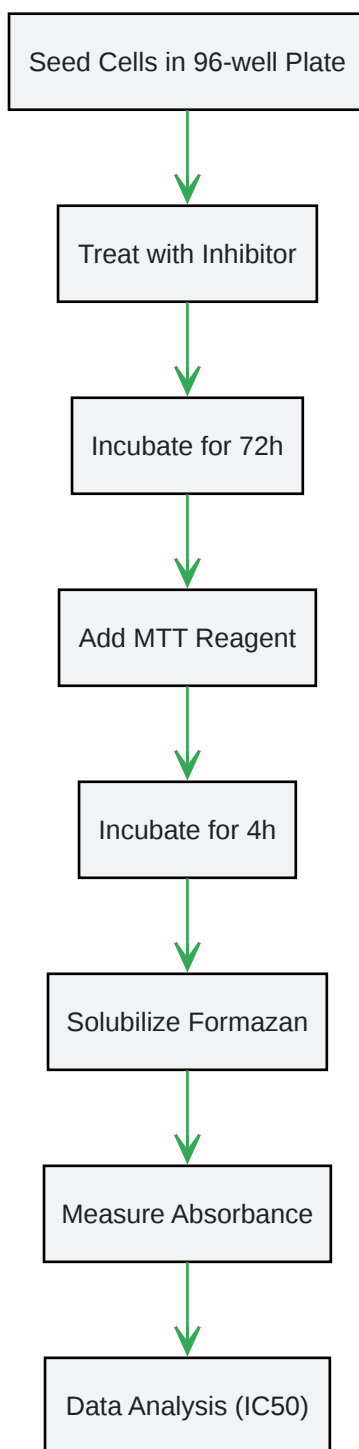 Seed Cells in 96-well Plate
Treat with Inhibitor
Incubate for 72h
Add MTT Reagent
Incubate for 4h
Solubilize Formazan
Measure Absorbance
Data Analysis (IC50)